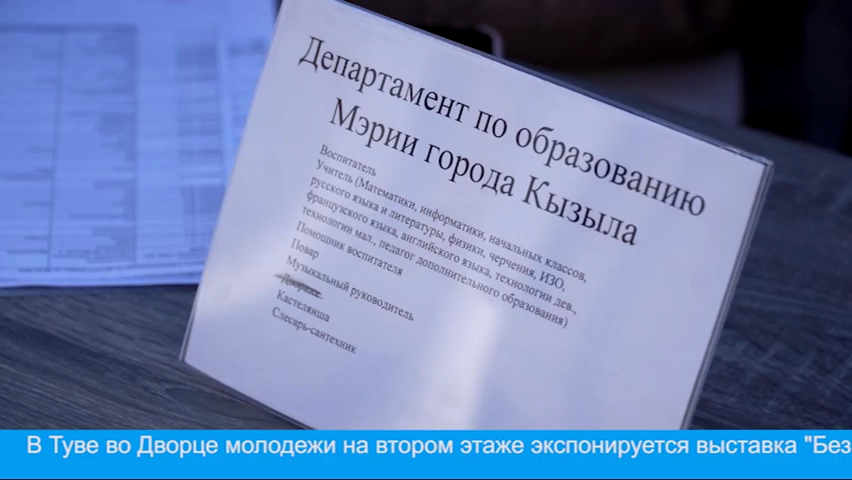 Департамент по образованию
Мэрии города Кызыла
Воспитатель
Учитель (Математики, информатики, начальных классов,
русского языка и литературы, физики, черчения, ИЗО,
французского языка, английского языка, технологии дев.,
технологии мал., педагог дополнительного образования)
Помощник воспитателя
Повар
Музыкальный руководитель
Кастелянша
Слесарь-сантехник
В Туве во Дворце молодежи на втором этаже экспонируется выставка "Без